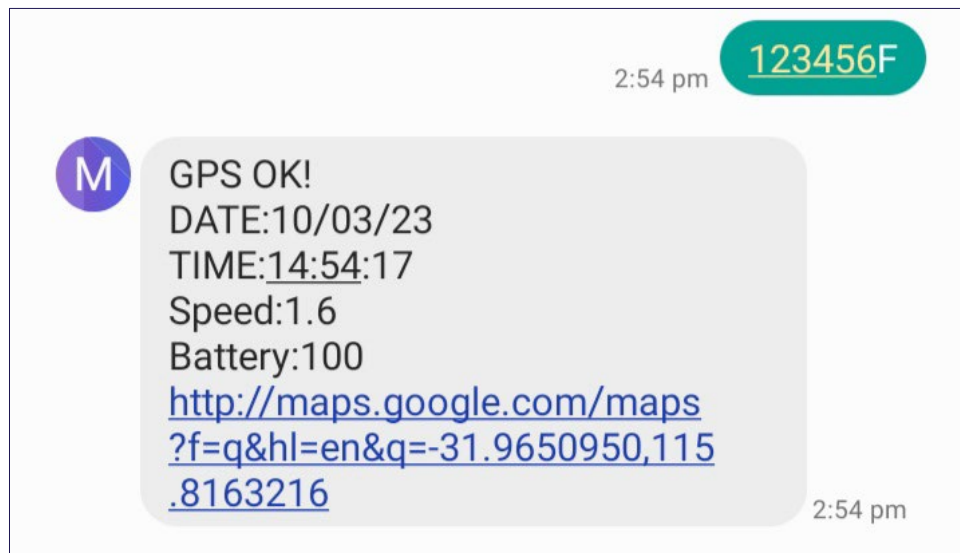 123456F
2:54 pm
M
GPS OK!
DATE:10/03/23
TIME:14:54:17
Speed:1.6
Battery:100
http://maps.google.com/maps
?f=q&hl=en&q=-31.9650950,115
.8163216
2:54 pm